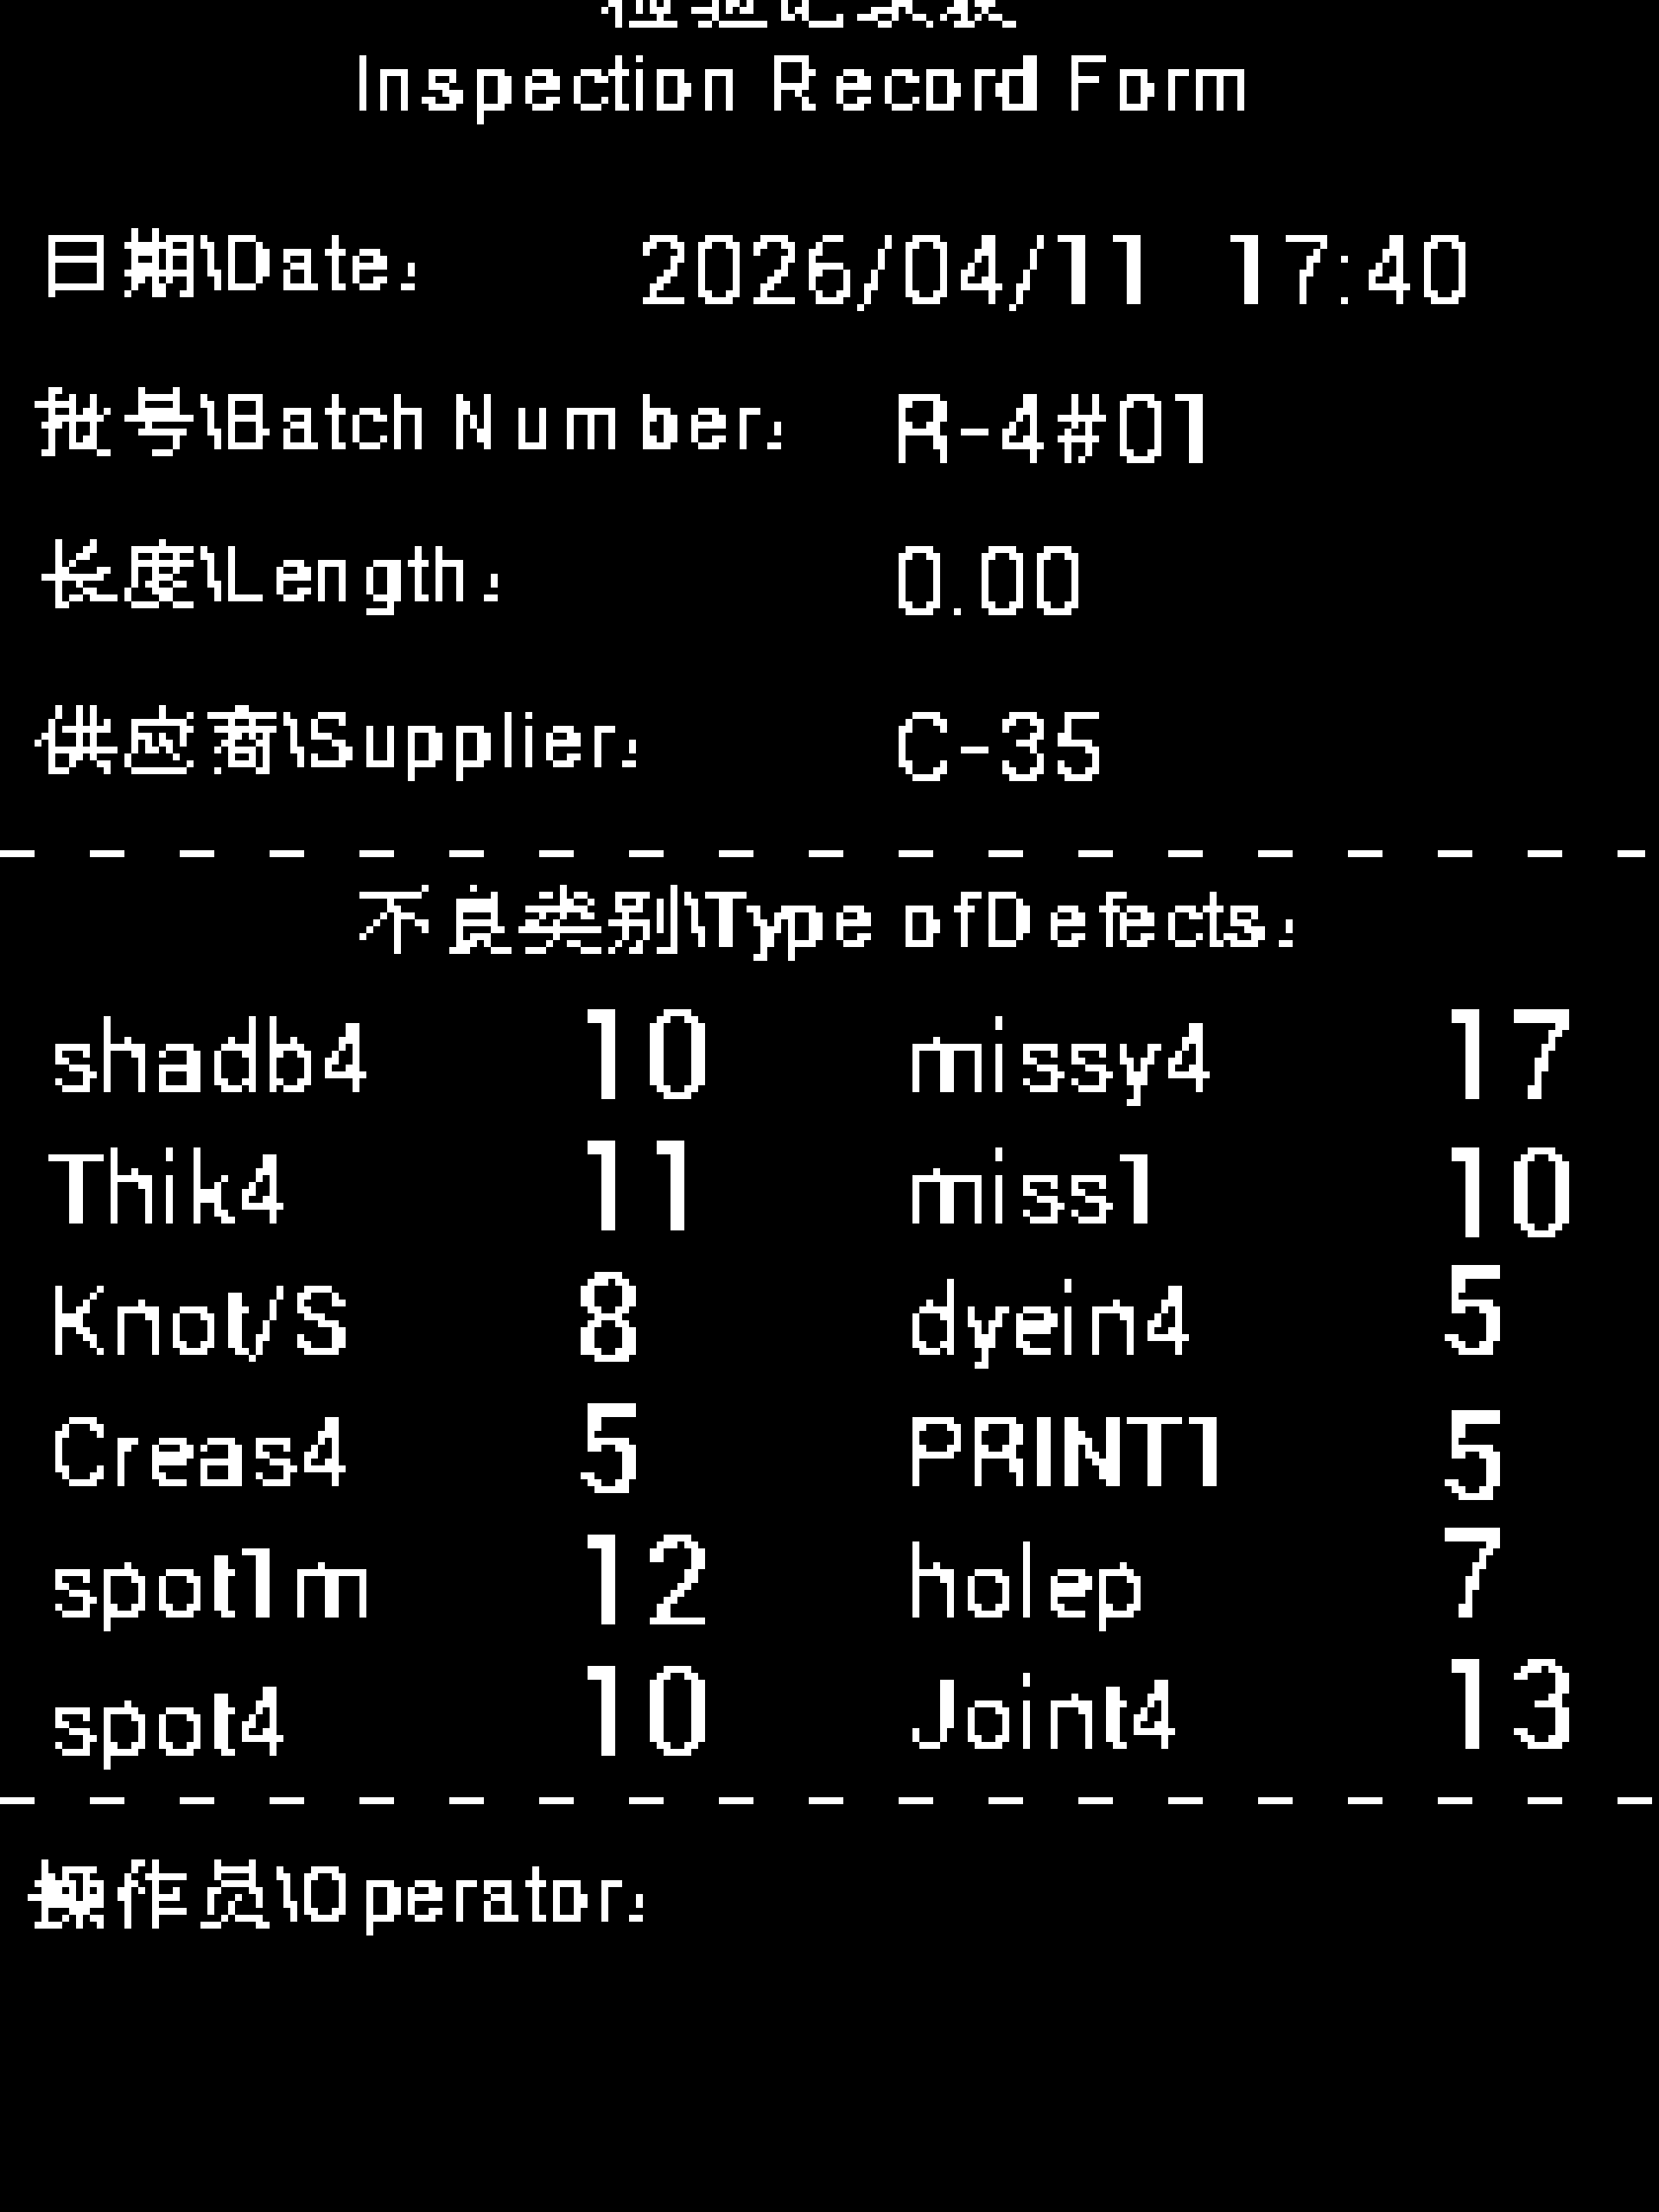 Inspection Record Form
日期\Date: 2026/04/11 17:40
批号\Batch Number: R-4#01
长度\Length: 0.00
供应商\Supplier: C-35
不良类别\Type of Defects:
shadb4 10 missy4 17
Thik4 11 miss1 10
Knot/S 8 dyein4 5
Creas4 5 PRINT1 5
spot1m 12 holep 7
spot4 10 Joint4 13
操作员\Operator: